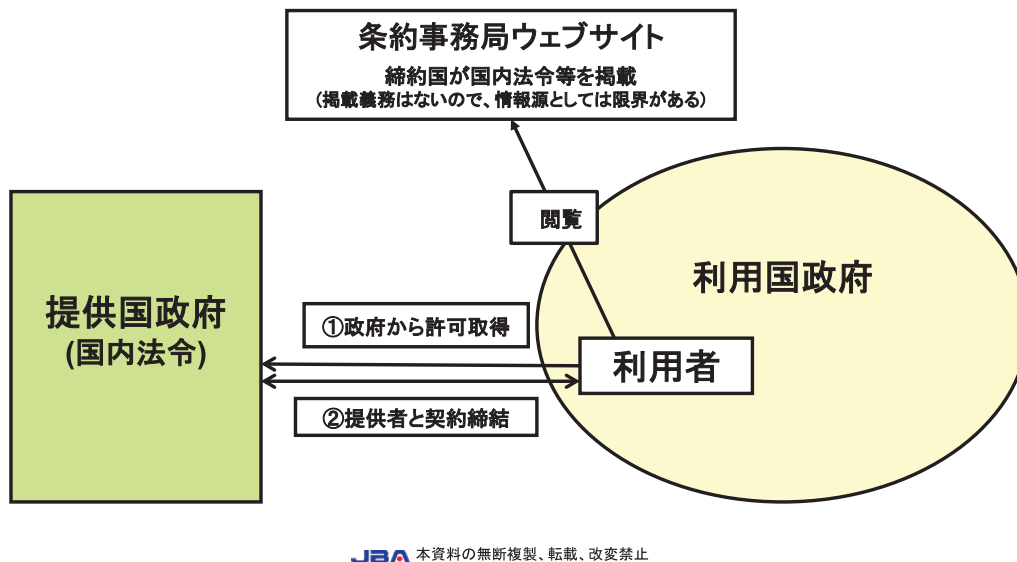 条約事務局ウェブサイト
締約国が国内法令等を掲載
(掲載義務はないので、情報源としては限界がある)
閲覧
利用国政府
提供国政府
(国内法令)
①政府から許可取得
利用者
②提供者と契約締結
JBA 本資料の無断複製、転載、改変禁止